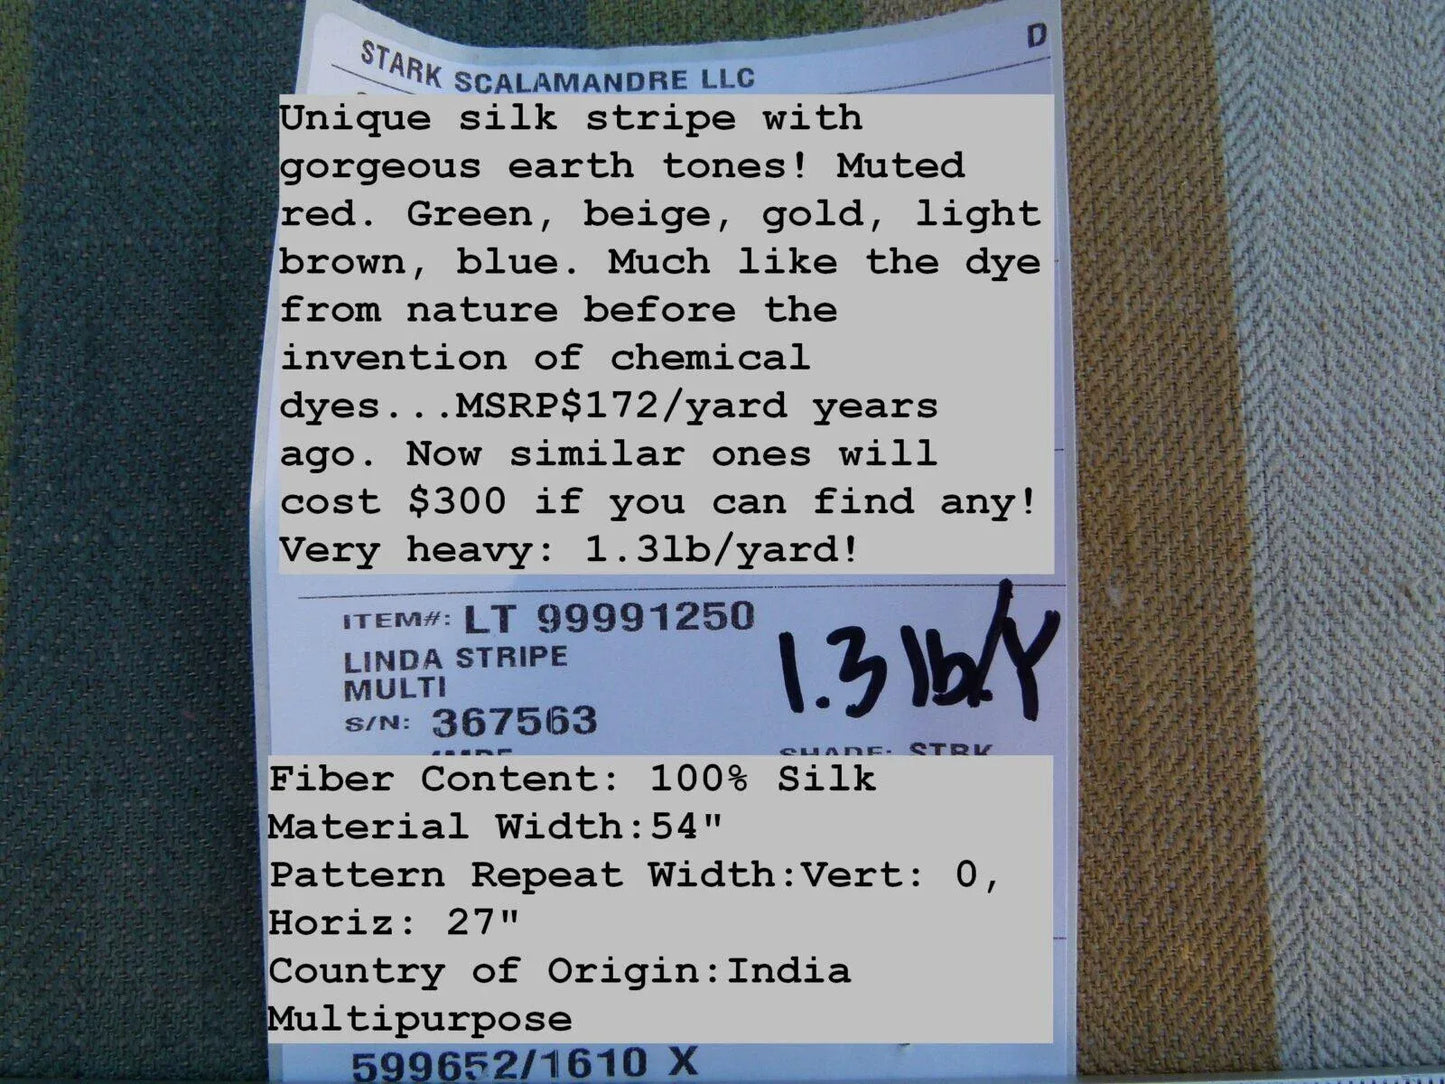 STARK SCALAMANDRE LLC
D
Unique silk stripe with
gorgeous earth tones! Muted
red. Green, beige, gold, light
brown, blue. Much like the dye
from nature before the
invention of chemical
dyes...MSRP$172/yard years
ago. Now similar ones will
cost $300 if you can find any!
Very heavy: 1.3lb/yard!
ITEM#: LT 99991250
LINDA STRIPE
MULTI
1.3 lb/Y
S/N: 367563
SHADE: STRK
Fiber Content: 100% Silk
Material Width:54"
Pattern Repeat Width:Vert: 0,
Horiz: 27"
Country of Origin:India
Multipurpose
599652/1610 X